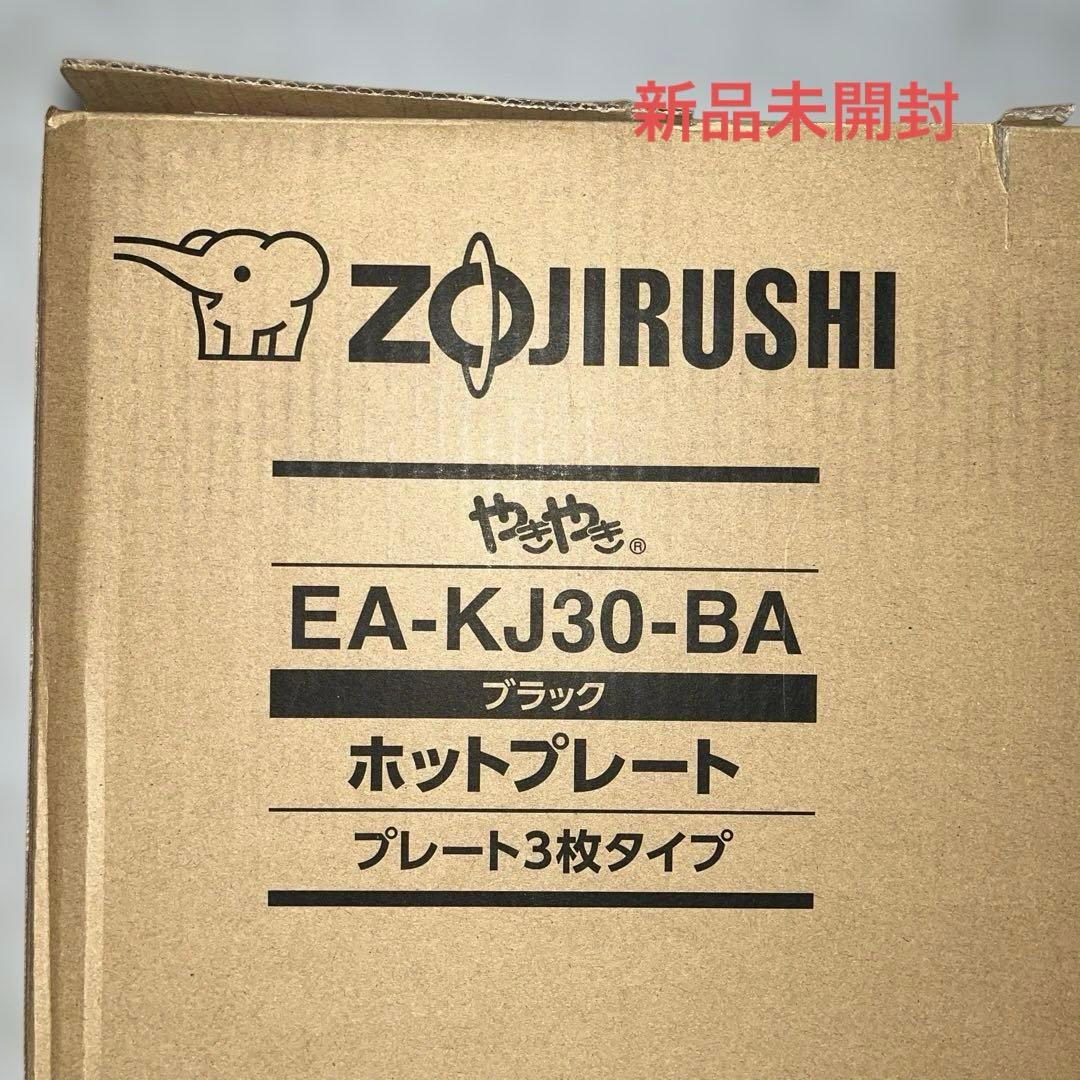 新品未開封
ZOJIRUSHI
やきやき®
EA-KJ30-BA
ブラック
ホットプレート
プレート3枚タイプ